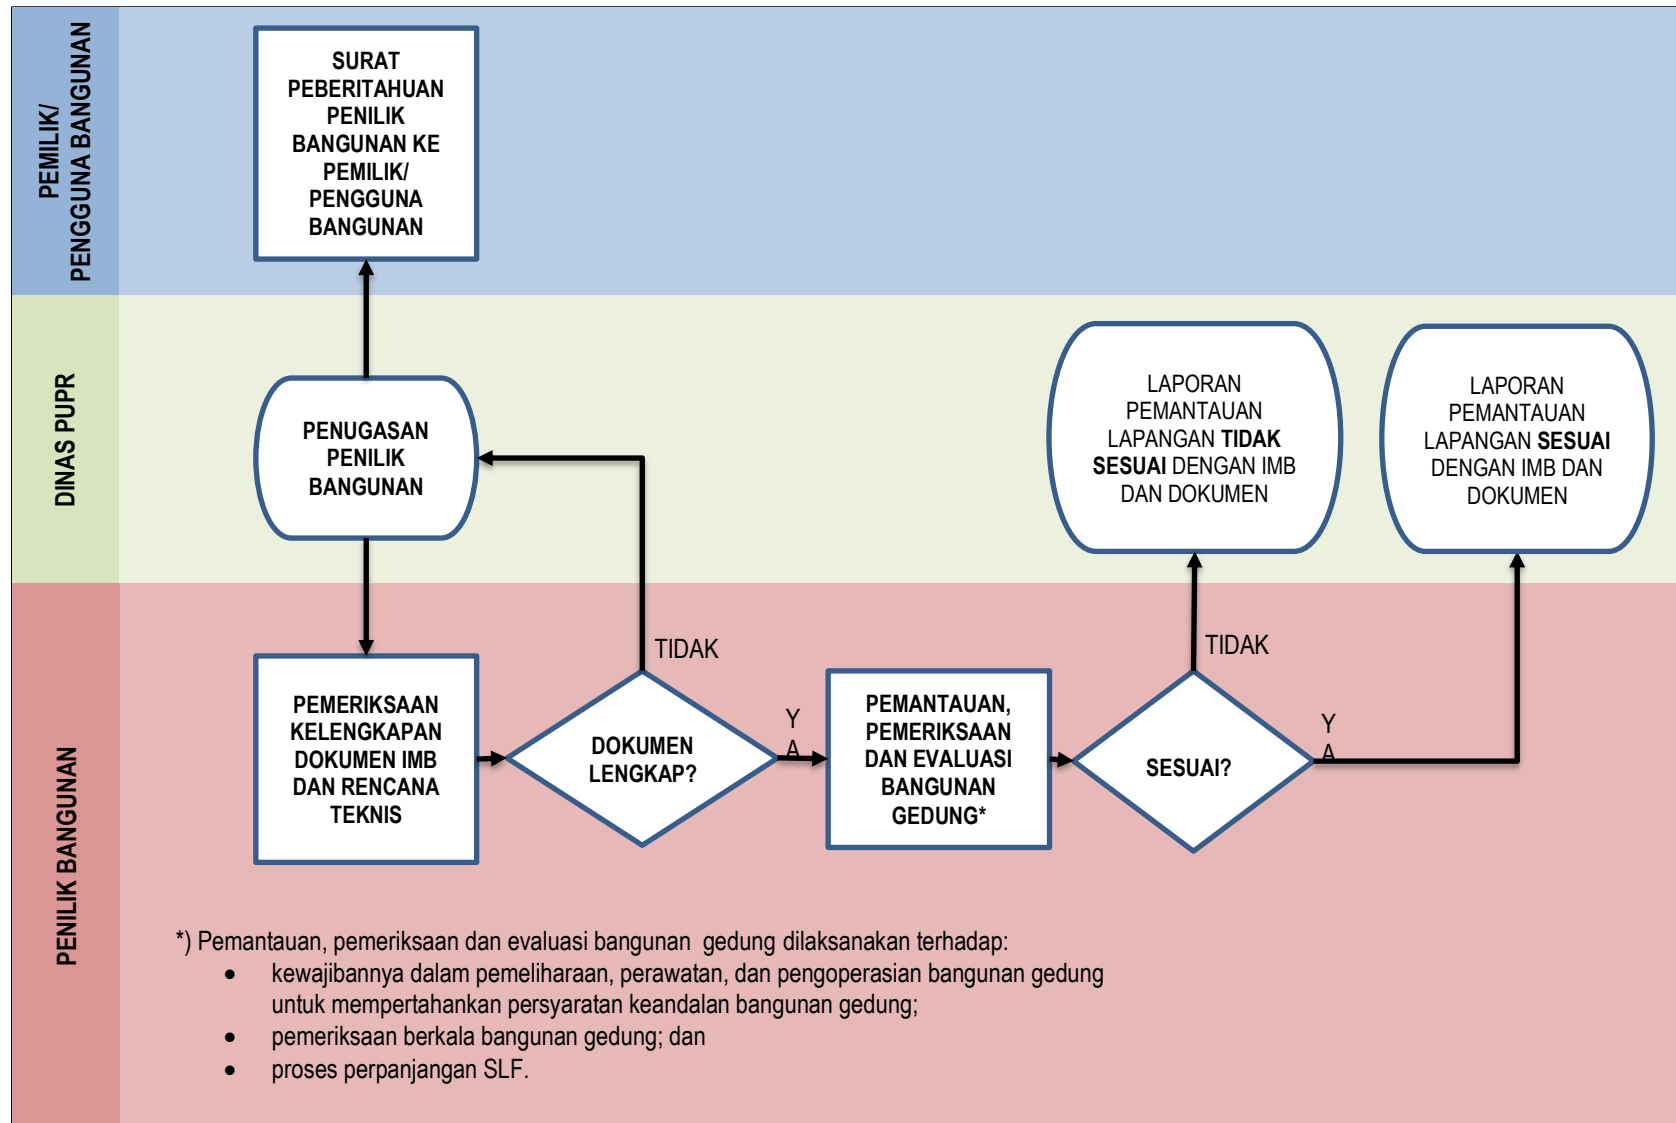 PEMILIK/
PENGGUNA BANGUNAN
SURAT
PEBERITAHUAN
PENILIK
BANGUNAN KE
PEMILIK/
PENGGUNA
BANGUNAN
DINAS PUPR
PENUGASAN
PENILIK
BANGUNAN
LAPORAN
PEMANTAUAN
LAPANGAN TIDAK
SESUAI DENGAN IMB
DAN DOKUMEN
LAPORAN
PEMANTAUAN
LAPANGAN SESUAI
DENGAN IMB DAN
DOKUMEN
PENILIK BANGUNAN
PEMERIKSAAN
KELENGKAPAN
DOKUMEN IMB
DAN RENCANA
TEKNIS
DOKUMEN
LENGKAP?
TIDAK
Y
A
PEMANTAUAN,
PEMERIKSAAN
DAN EVALUASI
BANGUNAN
GEDUNG*
SESUAI?
TIDAK
Y
A
*) Pemantauan, pemeriksaan dan evaluasi bangunan gedung dilaksanakan terhadap:
• kewajibannya dalam pemeliharaan, perawatan, dan pengoperasian bangunan gedung
untuk mempertahankan persyaratan keandalan bangunan gedung;
• pemeriksaan berkala bangunan gedung; dan
• proses perpanjangan SLF.